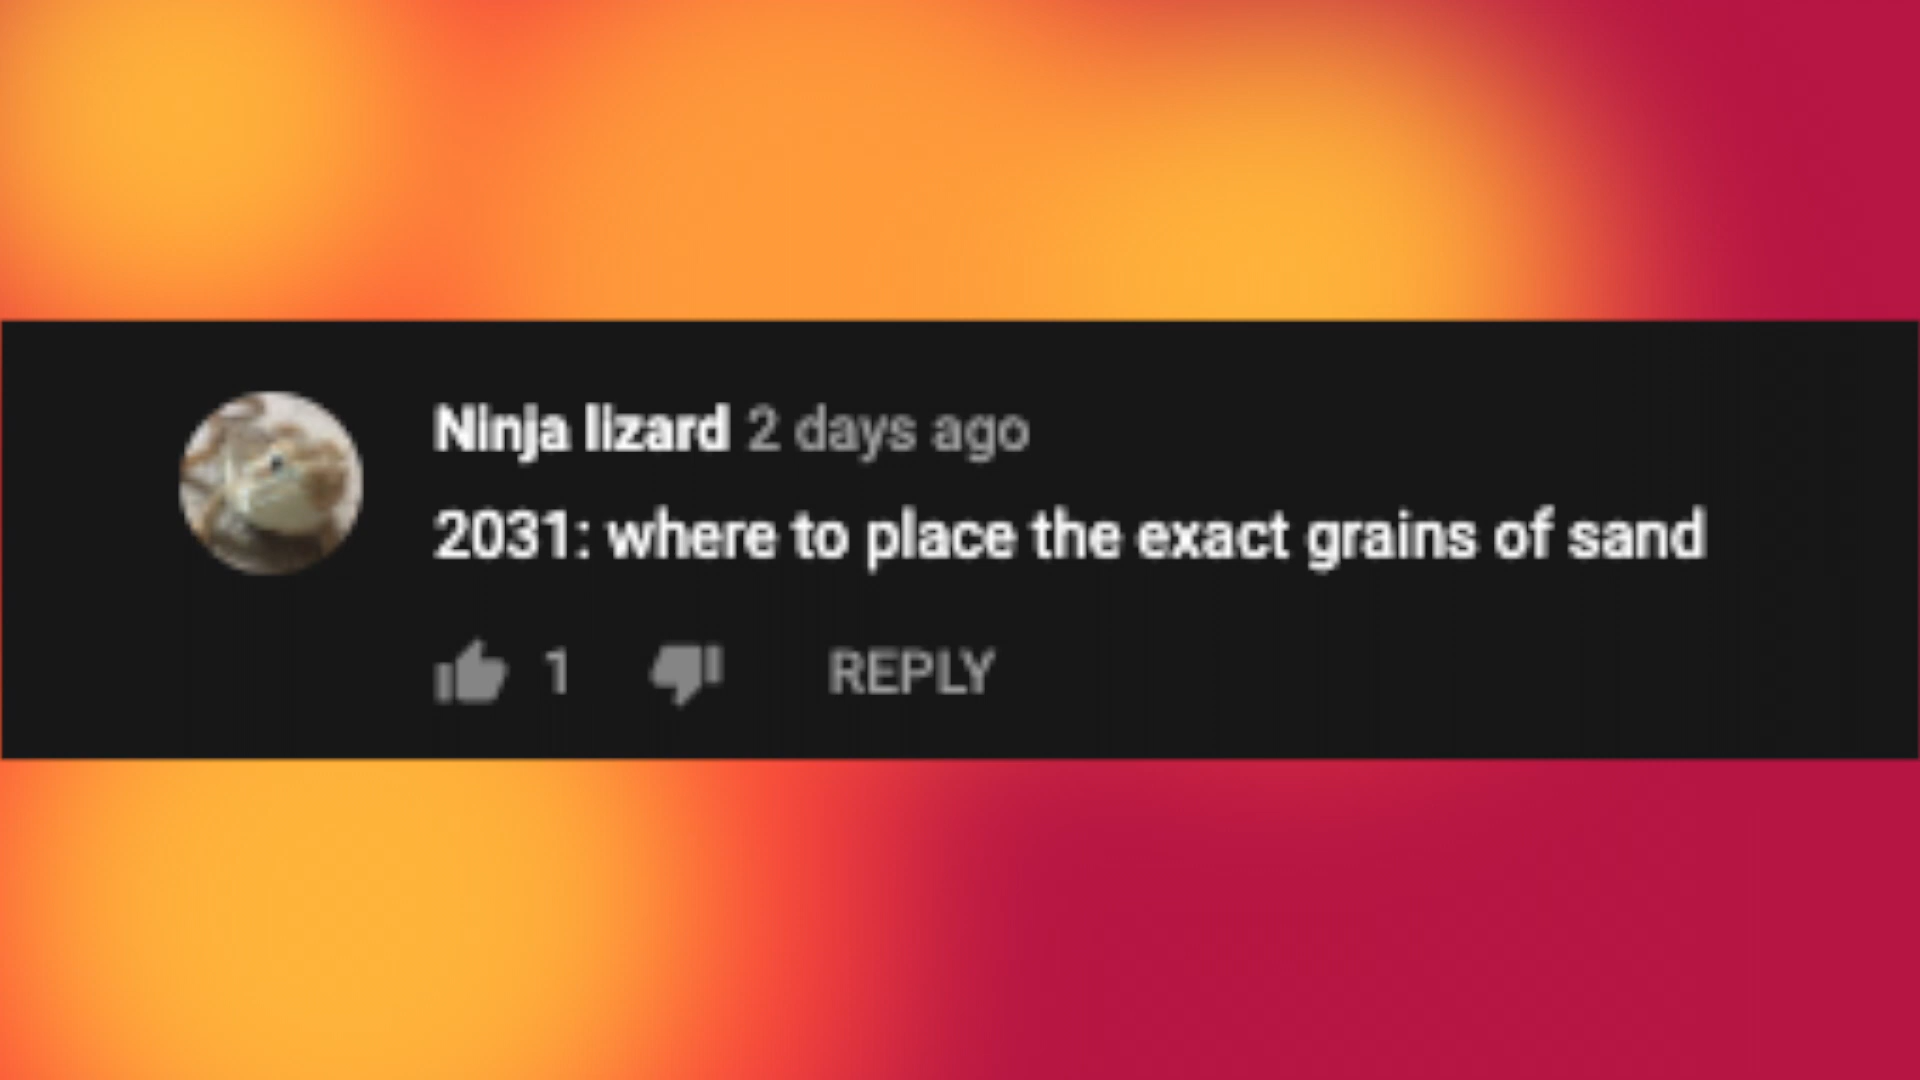 Ninja lizard 2 days ago
2031: where to place the exact grains of sand
1 REPLY